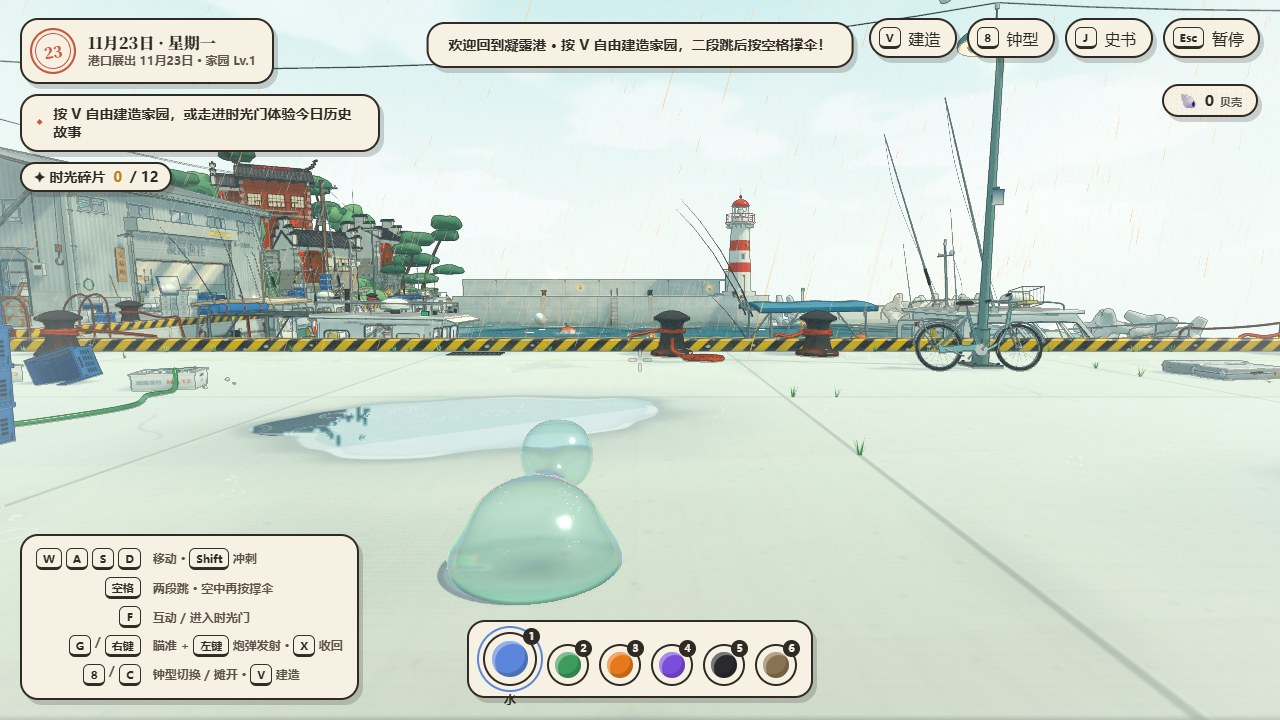 23
11月23日 · 星期一
港口展出 11月23日 • 家园 Lv.1
欢迎回到凝露港 • 按 V 自由建造家园，二段跳后按空格撑伞！
V 建造
8 钟型
J 史书
Esc 暂停
0 贝壳
按 V 自由建造家园，或走进时光门体验今日历史故事
时光碎片 0 / 12
W A S D 移动 • Shift 冲刺
空格 两段跳 • 空中再按撑伞
F 互动 / 进入时光门
G / 右键 瞄准 + 左键 炮弹发射 • X 收回
8 / C 钟型切换 / 摊开 • V 建造
1 2 3 4 5 6
水